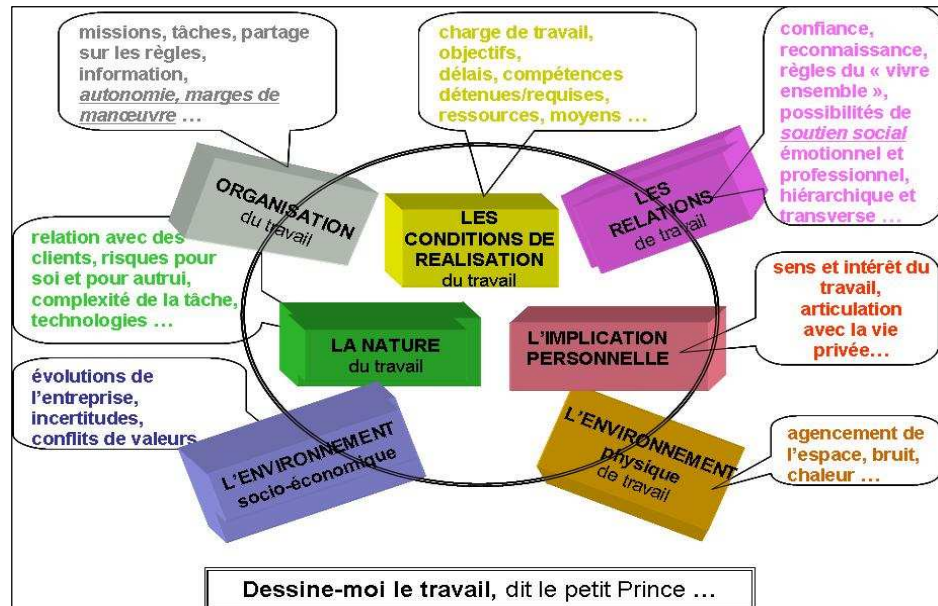 missions, tâches, partage
sur les règles,
information,
autonomie, marges de
manœuvre …
charge de travail,
objectifs,
délais, compétences
détenues/requises,
ressources, moyens …
confiance,
reconnaissance,
règles du « vivre
ensemble »,
possibilités de
soutien social
émotionnel et
professionnel,
hiérarchique et
transverse …
ORGANISATION
du travail
LES
CONDITIONS DE
REALISATION
du travail
LES
RELATIONS
de travail
relation avec des
clients, risques pour
soi et pour autrui,
complexité de la tâche,
technologies …
LA NATURE
du travail
L’IMPLICATION
PERSONNELLE
sens et intérêt du
travail,
articulation
avec la vie
privée…
évolutions de
l’entreprise,
incertitudes,
conflits de valeurs
L’ENVIRONNEMENT
socio-économique
L’ENVIRONNEMENT
physique
de travail
agencement de
l’espace, bruit,
chaleur …
Dessine-moi le travail, dit le petit Prince …